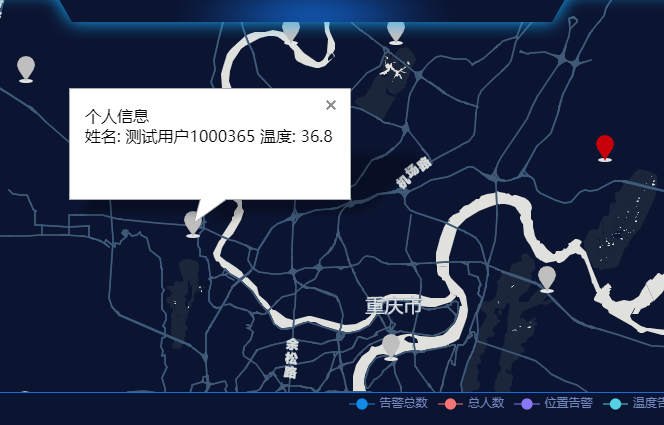 个人信息
姓名: 测试用户1000365 温度: 36.8
机场路
重庆市
余松路
告警总数
总人数
位置告警
温度告